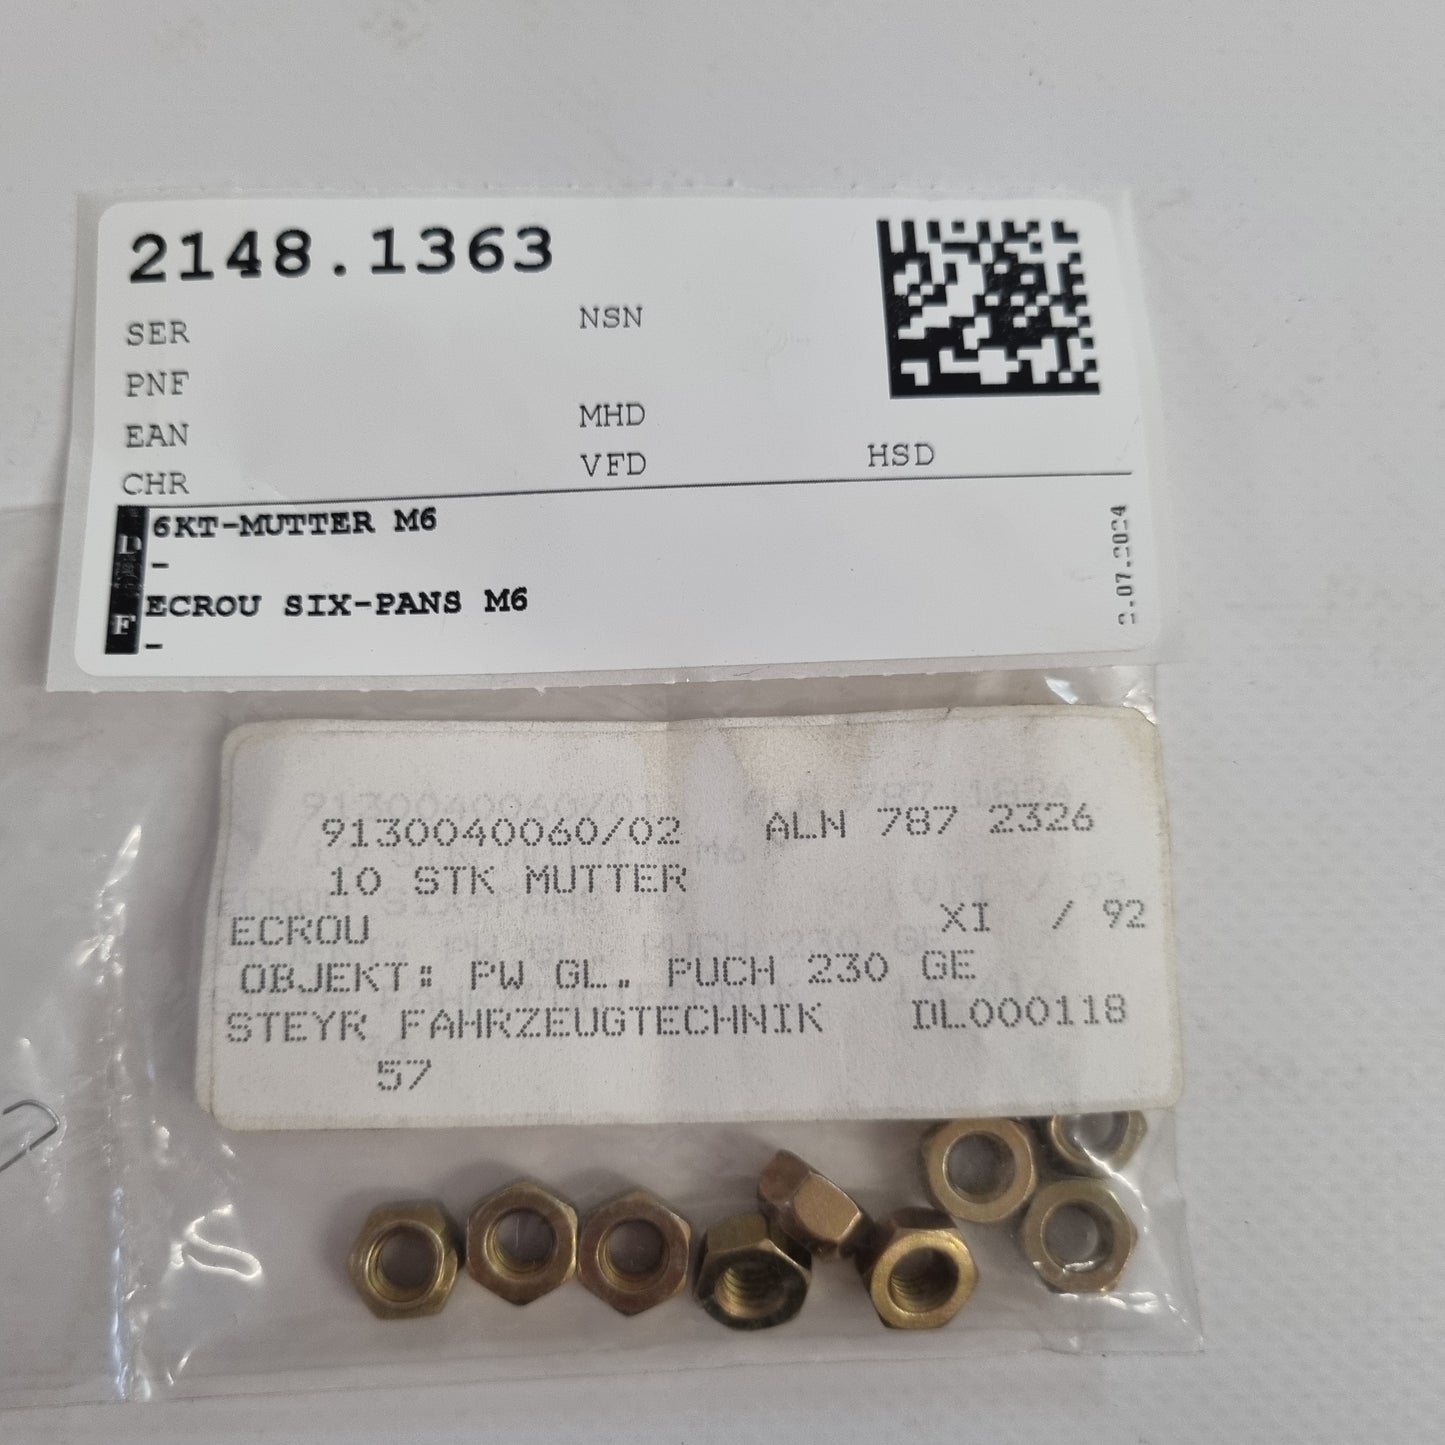 2148.1363
SER NSN
PNF
EAN MHD
CHR VFD HSD
D 6KT-MUTTER M6
-
F ECROU SIX-PANS M6
-
.07.2024
9130040060/02 ALN 787 2326
10 STK MUTTER
ECROU XI / 92
OBJEKT: PW GL. PUCH 230 GE
STEYR FAHRZEUGTECHNIK DL000118
57